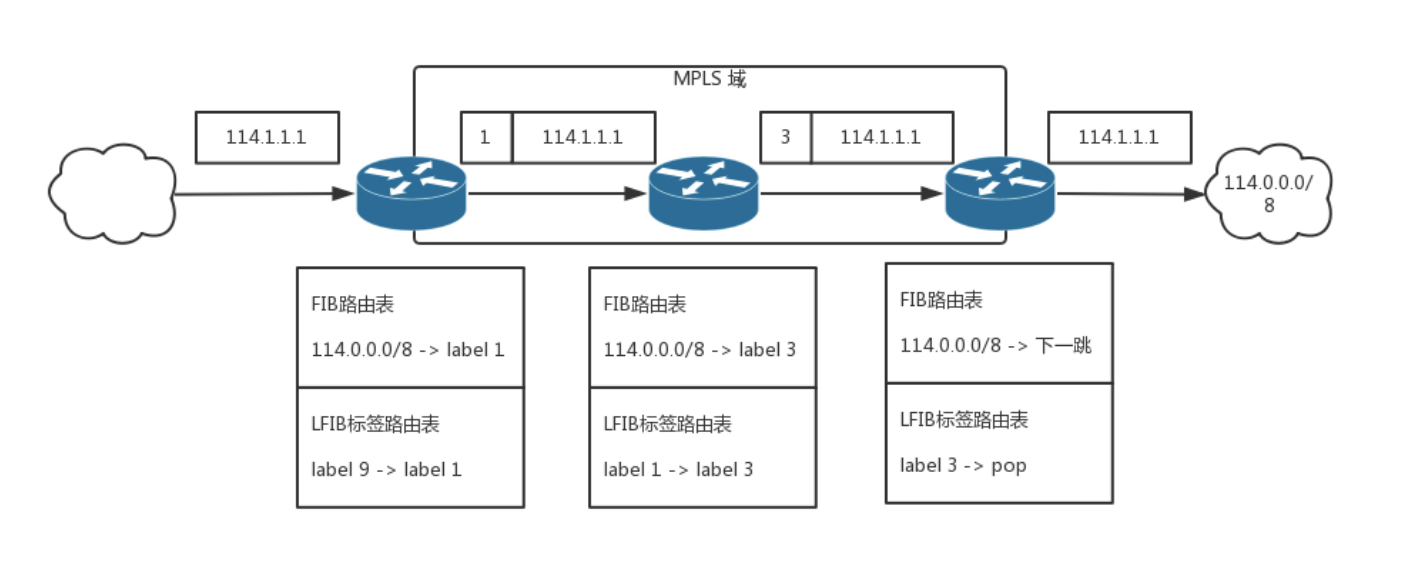 MPLS 域
114.1.1.1
1 114.1.1.1
3 114.1.1.1
114.1.1.1
114.0.0.0/
8
FIB路由表
114.0.0.0/8 -> label 1
LFIB标签路由表
label 9 -> label 1
FIB路由表
114.0.0.0/8 -> label 3
LFIB标签路由表
label 1 -> label 3
FIB路由表
114.0.0.0/8 -> 下一跳
LFIB标签路由表
label 3 -> pop